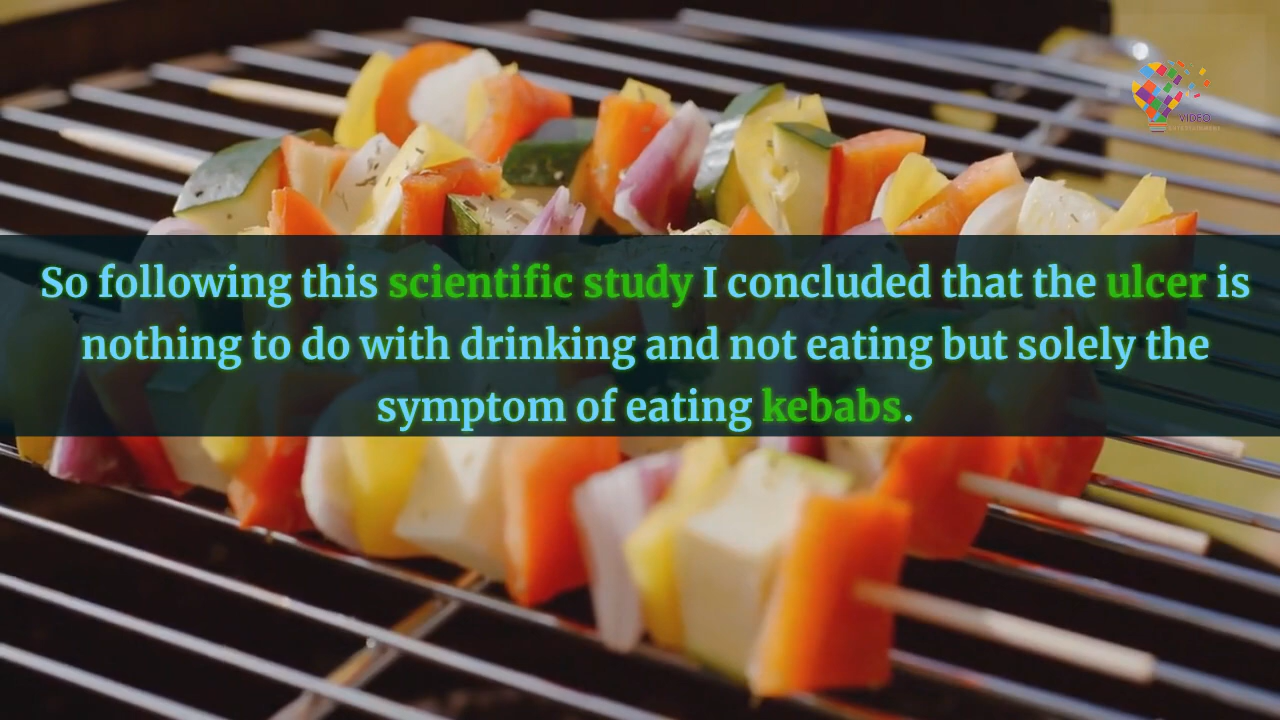 VIDEO
So following this scientific study I concluded that the ulcer is
nothing to do with drinking and not eating but solely the
symptom of eating kebabs.